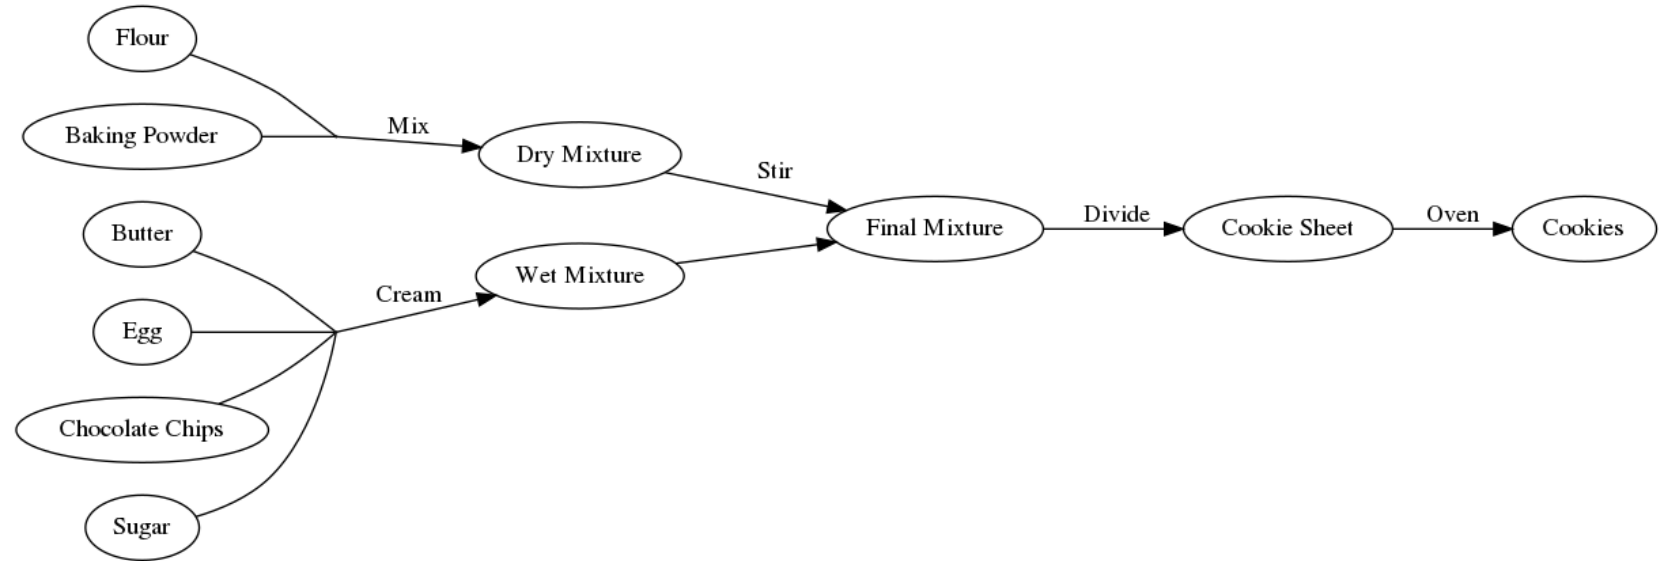 Flour
Baking Powder
Mix
Dry Mixture
Butter
Egg
Chocolate Chips
Sugar
Cream
Wet Mixture
Stir
Final Mixture
Divide
Cookie Sheet
Oven
Cookies